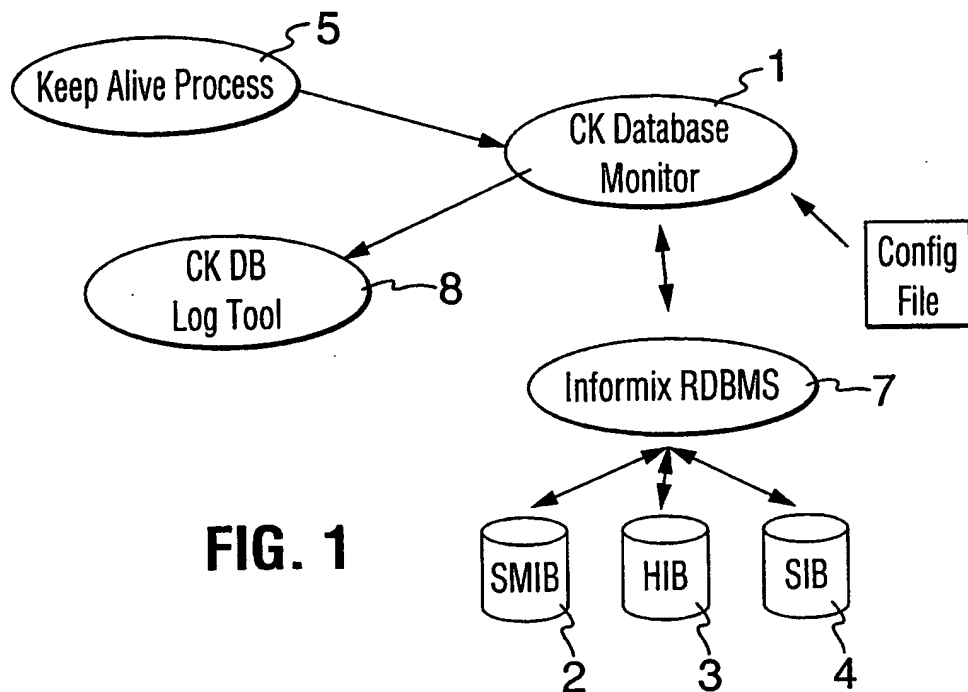 5
Keep Alive Process
1
CK Database
Monitor
CK DB
Log Tool
8
Config
File
Informix RDBMS
7
FIG. 1
SMIB
HIB
SIB
2
3
4